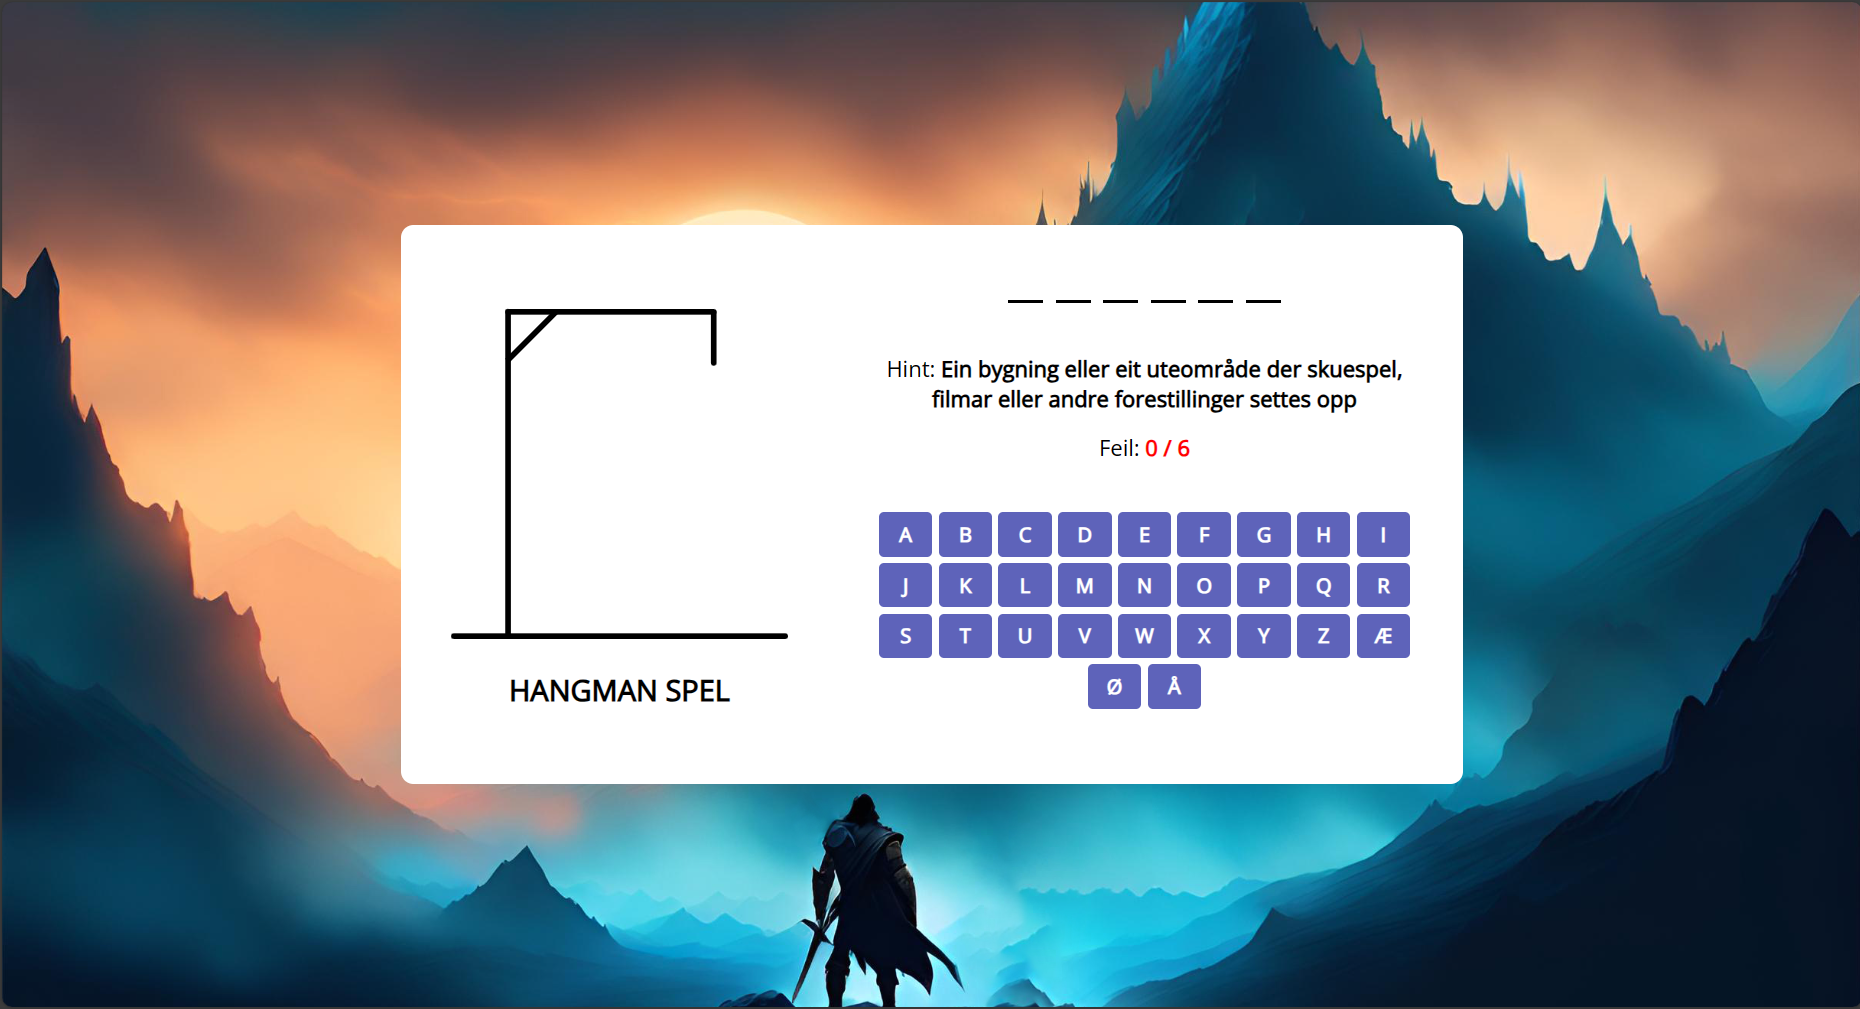 Hint: Ein bygning eller eit uteområde der skuespel,
filmar eller andre forestillinger settes opp
Feil: 0 / 6
A B C D E F G H I
J K L M N O P Q R
S T U V W X Y Z Æ
Ø Å
HANGMAN SPEL